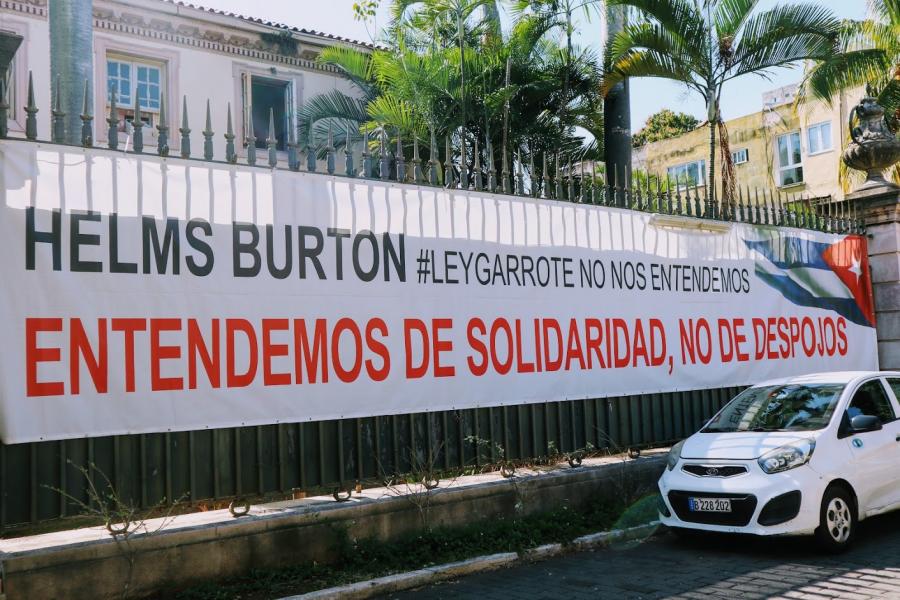 HELMS BURTON #LEYGARROTE NO NOS ENTENDEMOS
ENTENDEMOS DE SOLIDARIDAD, NO DE DESPOJOS
B 228 202